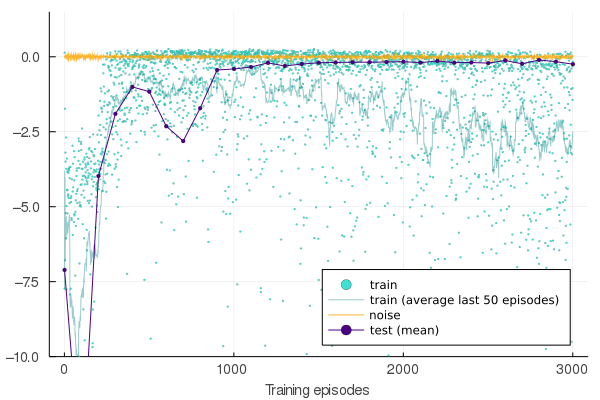 0.0
−2.5
−5.0
−7.5
−10.0
0
1000
2000
3000
Training episodes
train
train (average last 50 episodes)
noise
test (mean)